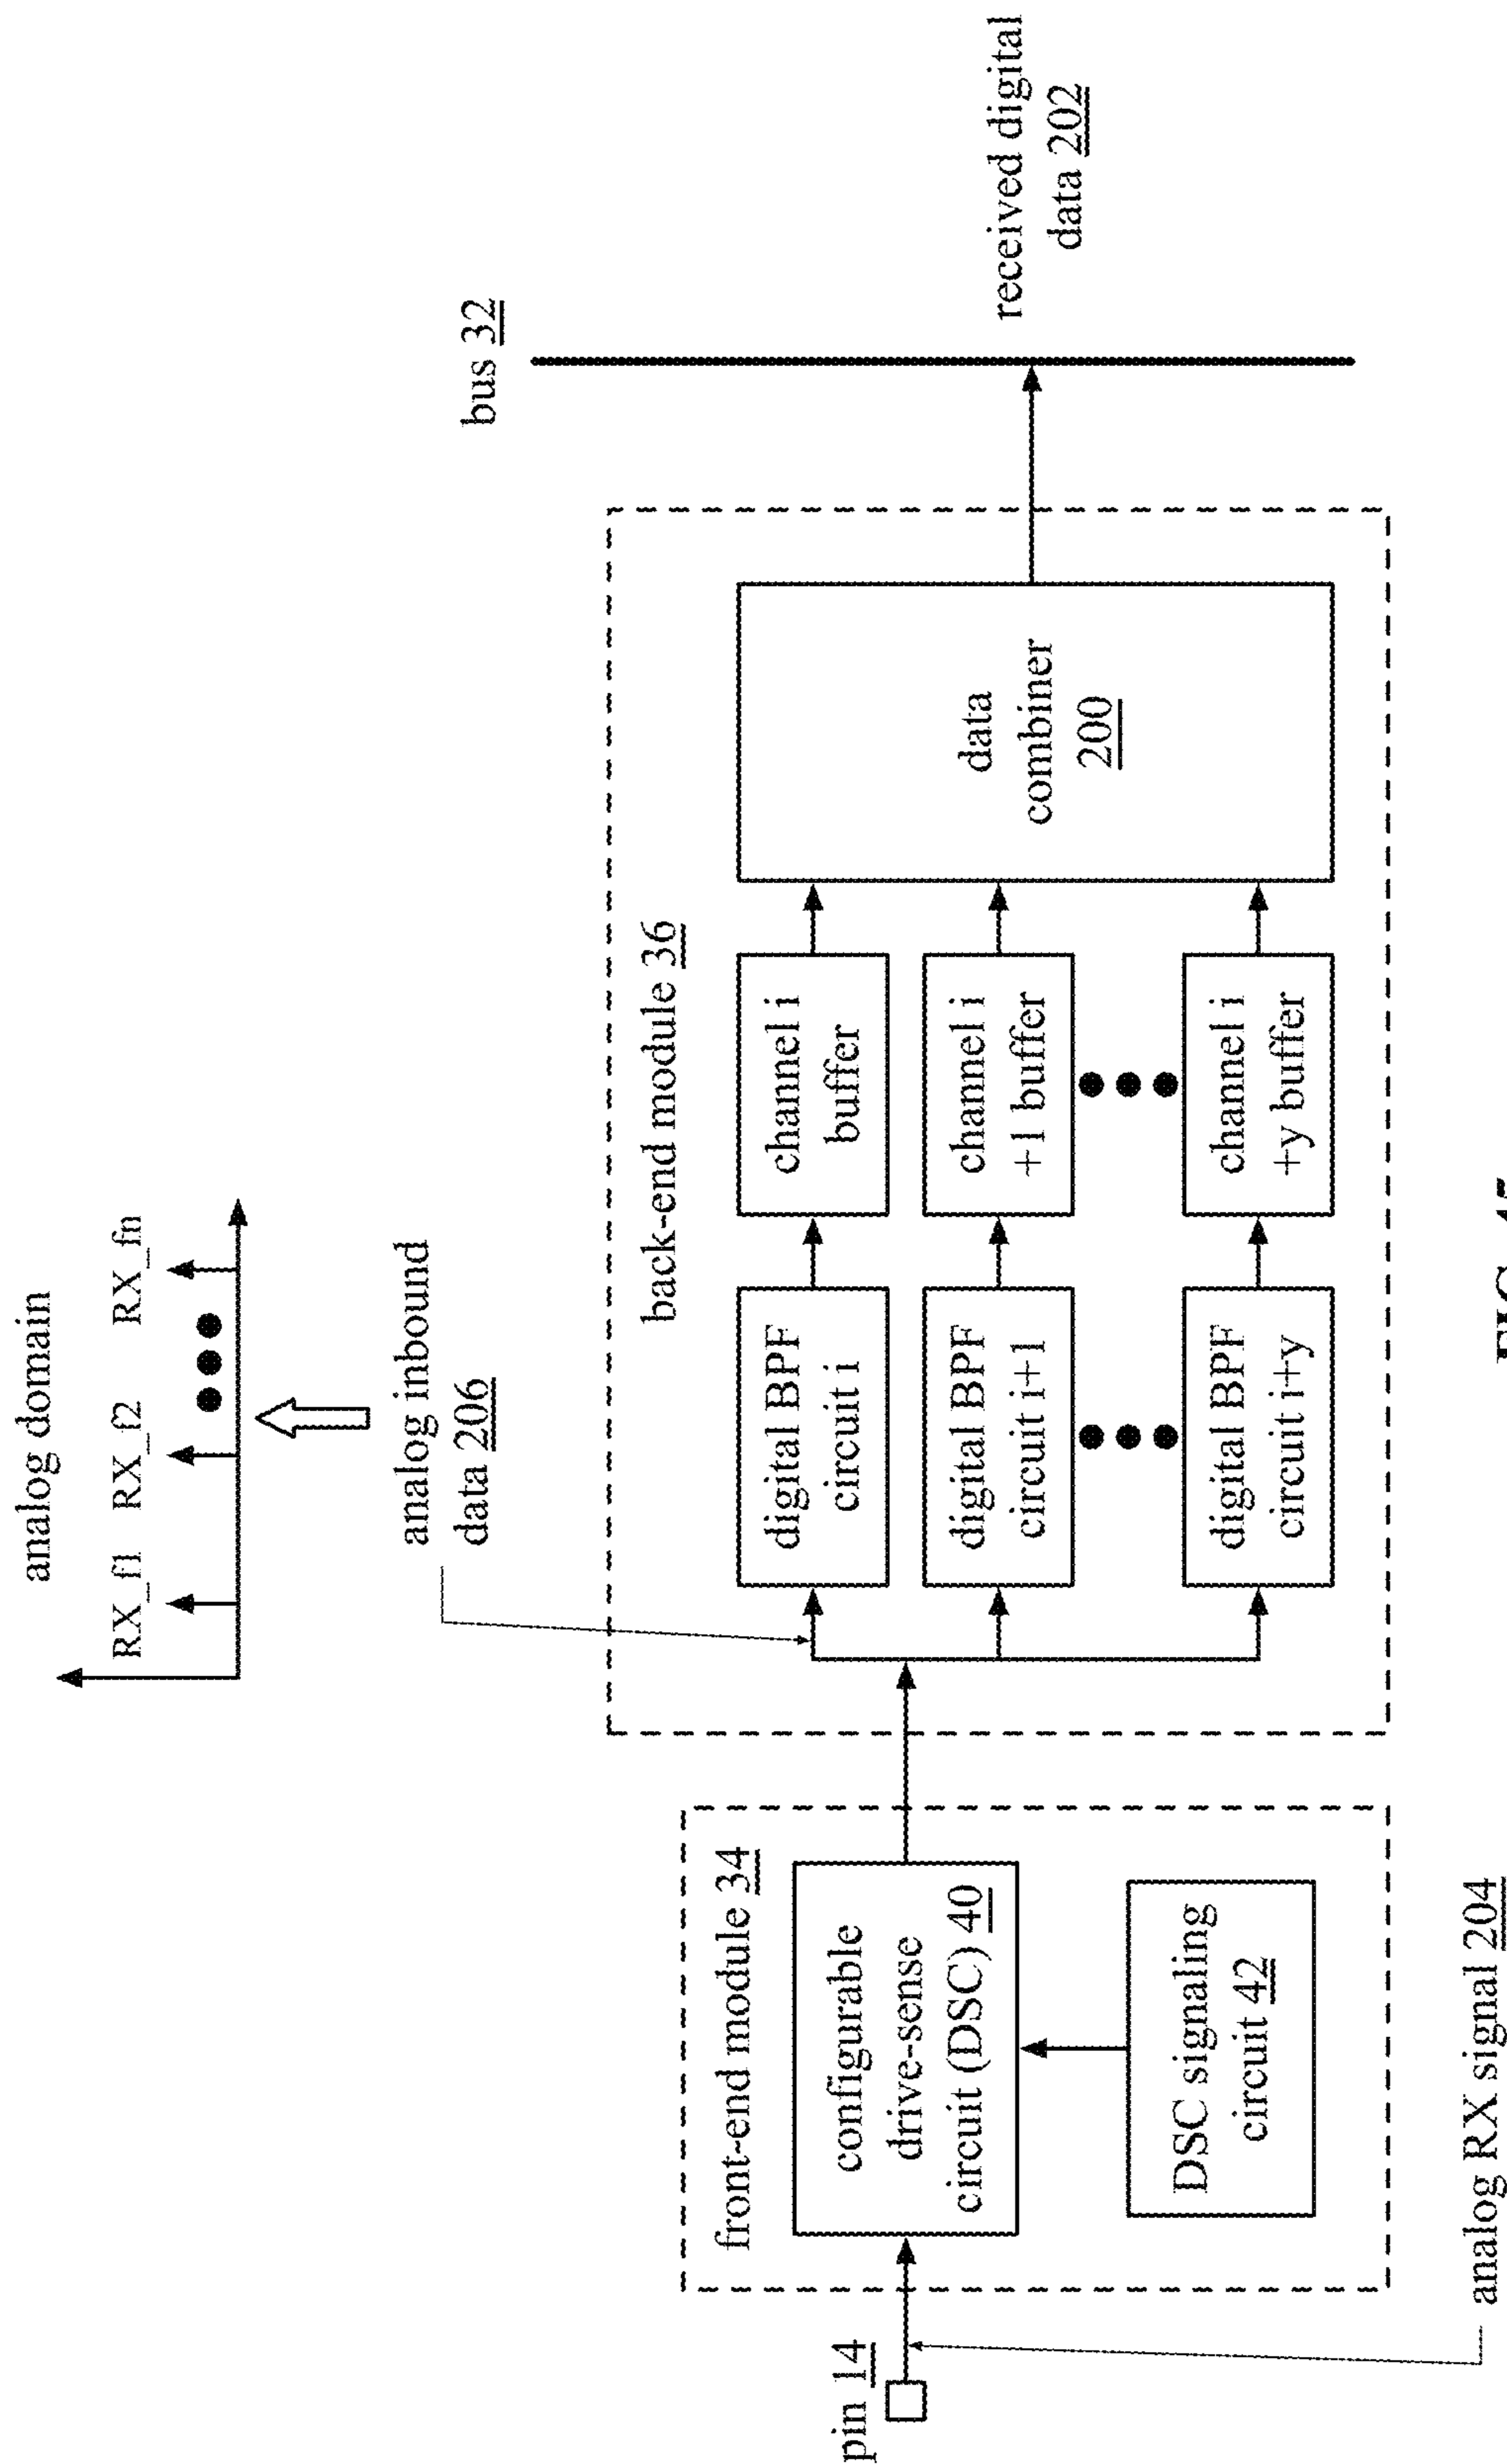 analog domain
RX_f1
RX_f2
RX_fn
analog inbound
data 206
bus 32
received digital
data 202
back-end module 36
digital BPF
circuit i
channel i
buffer
digital BPF
circuit i+1
channel i
+1 buffer
digital BPF
circuit i+y
channel i
+y buffer
data
combiner
200
front-end module 34
configurable
drive-sense
circuit (DSC) 40
DSC signaling
circuit 42
pin 14
analog RX signal 204